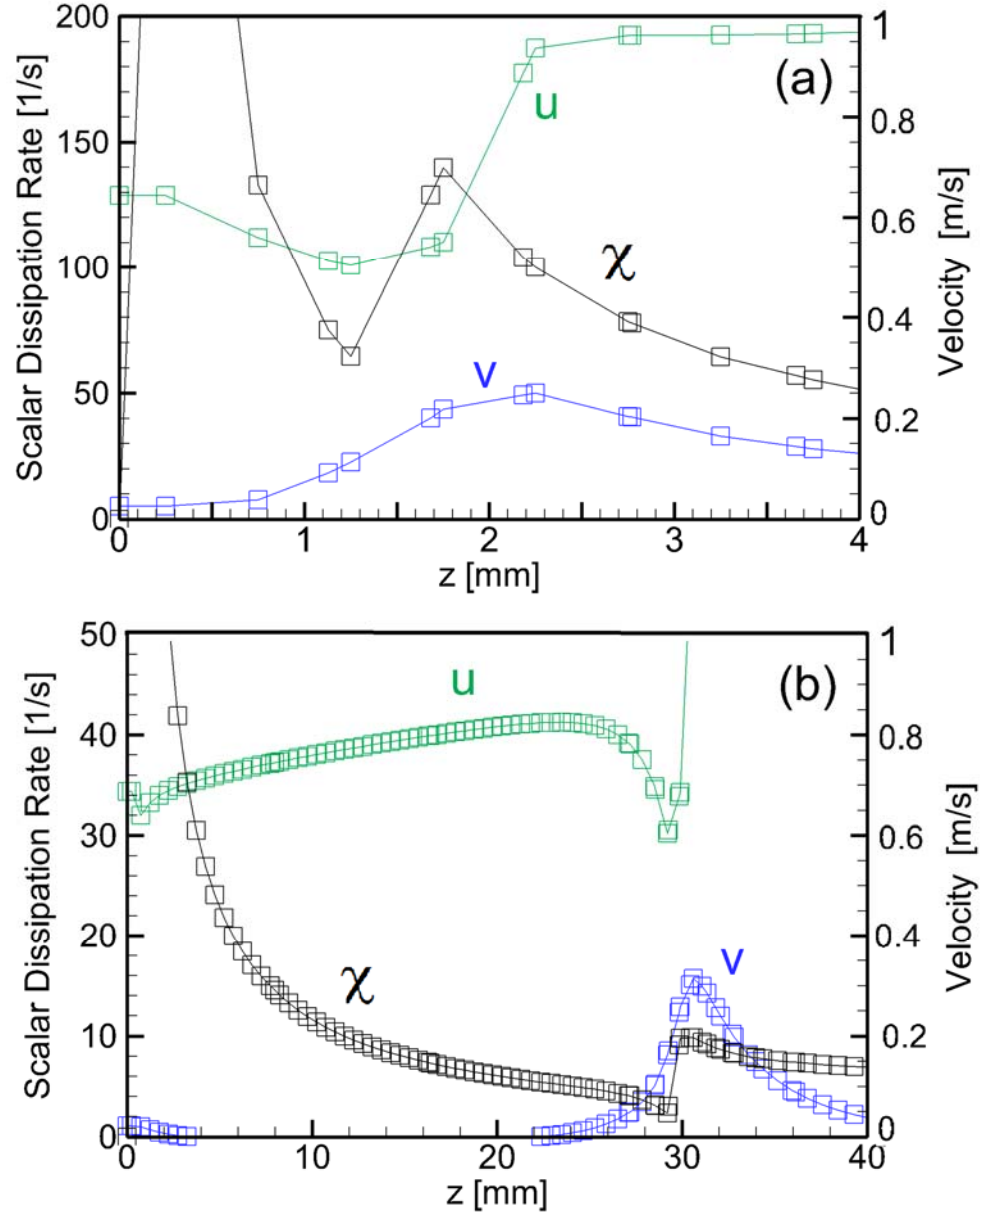 Scalar Dissipation Rate [1/s]
200
150
100
50
0
(a)
u
χ
v
1
0.8
0.6
0.4
0.2
0
Velocity [m/s]
0 1 2 3 4
z [mm]
Scalar Dissipation Rate [1/s]
50
40
30
20
10
0
(b)
u
χ
v
1
0.8
0.6
0.4
0.2
0
Velocity [m/s]
0 10 20 30 40
z [mm]